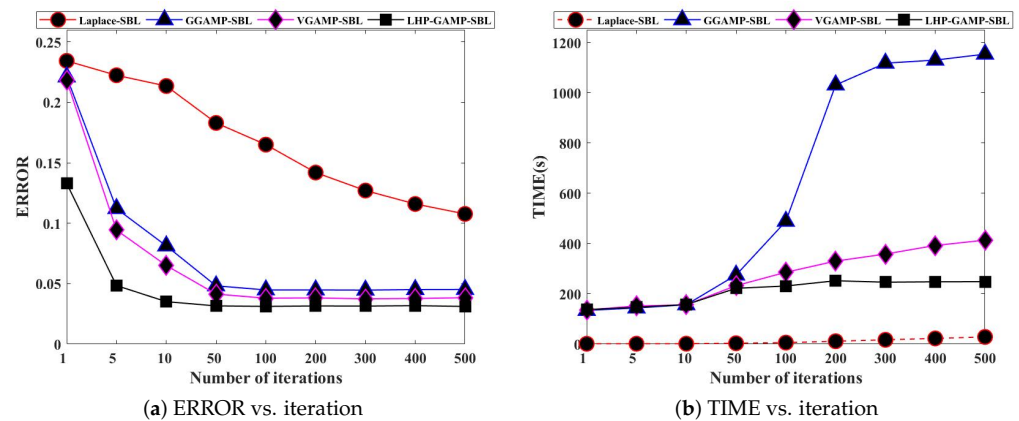 Laplace-SBL GGAMP-SBL VGAMP-SBL LHP-GAMP-SBL
0.25
0.2
0.15
0.1
0.05
0
ERROR
1 5 10 50 100 200 300 400 500
Number of iterations
(a) ERROR vs. iteration
Laplace-SBL GGAMP-SBL VGAMP-SBL LHP-GAMP-SBL
1200
1000
800
600
400
200
0
TIME(s)
1 5 10 50 100 200 300 400 500
Number of iterations
(b) TIME vs. iteration